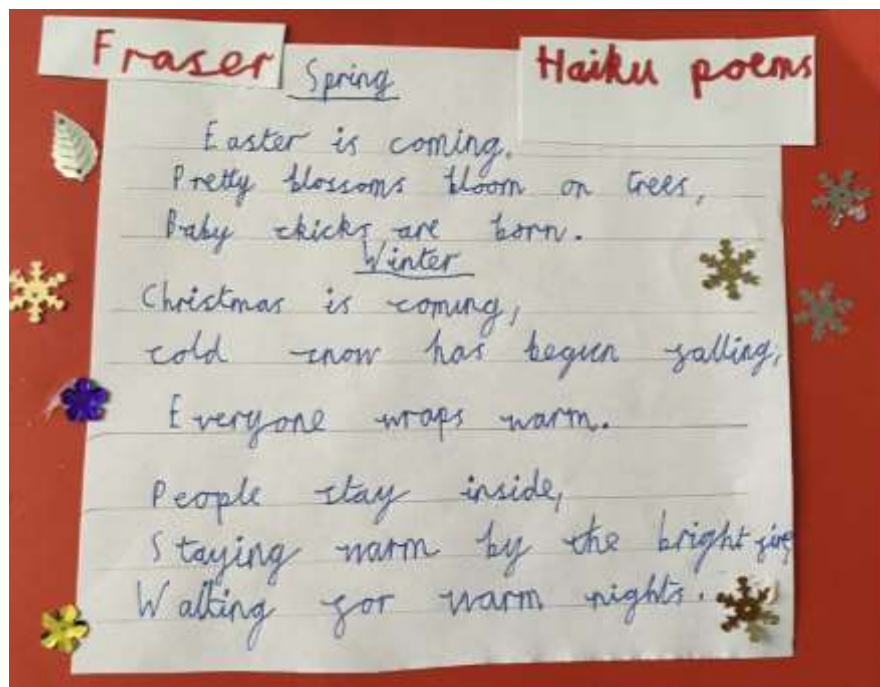 Fraser
Haiku poems
Spring
Easter is coming,
Pretty blossoms bloom on trees,
Baby chicks are born.
Winter
Christmas is coming,
cold snow has begun falling,
Everyone wraps warm.
People stay inside,
Staying warm by the bright fire
Waiting for warm nights.